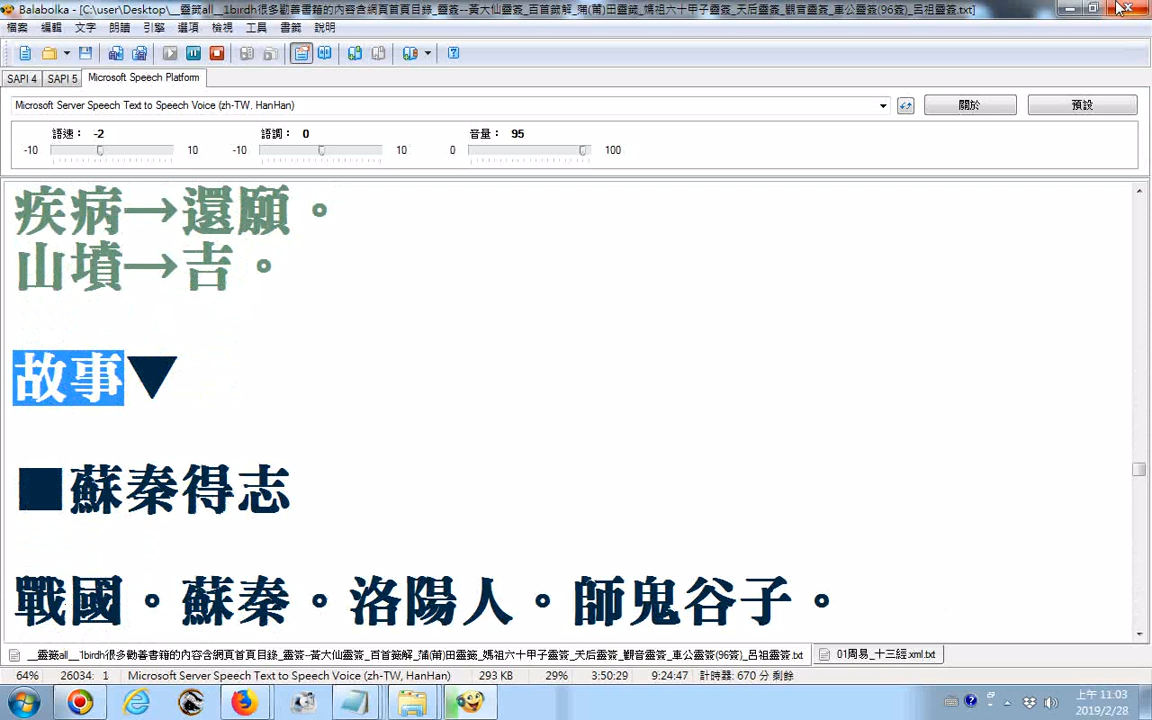 Balabolka - [C:\user\Desktop\__靈籤all__1birdh很多勸善書籍的內容含網頁首頁目錄_靈簽--黃大仙靈簽_百首籤解_蒲(莆)田靈籤_媽祖六十甲子靈籤_天后靈簽_觀音靈簽_車公靈簽(96簽)_呂祖靈簽.txt]
檔案 編輯 文字 朗讀 引擎 選項 檢視 工具 書籤 說明
SAPI 4 SAPI 5 Microsoft Speech Platform
Microsoft Server Speech Text to Speech Voice (zh-TW, HanHan) 關於 預設
語速： -2 語調： 0 音量： 95
-10 10 -10 10 0 100
疾病→還願。
山墳→吉。
故事▼
■蘇秦得志
戰國。蘇秦。洛陽人。師鬼谷子。
__靈籤all__1birdh很多勸善書籍的內容含網頁首頁目錄_靈簽--黃大仙靈簽_百首籤解_蒲(莆)田靈籤_媽祖六十甲子靈籤_天后靈簽_觀音靈簽_車公靈簽(96簽)_呂祖靈簽.txt 01周易_十三經.xml.txt
64% 26034: 1 Microsoft Server Speech Text to Speech Voice (zh-TW, HanHan) 293 KB 29% 3:50:29 9:24:47 計時器: 670 分 剩餘
上午 11:03
2019/2/28